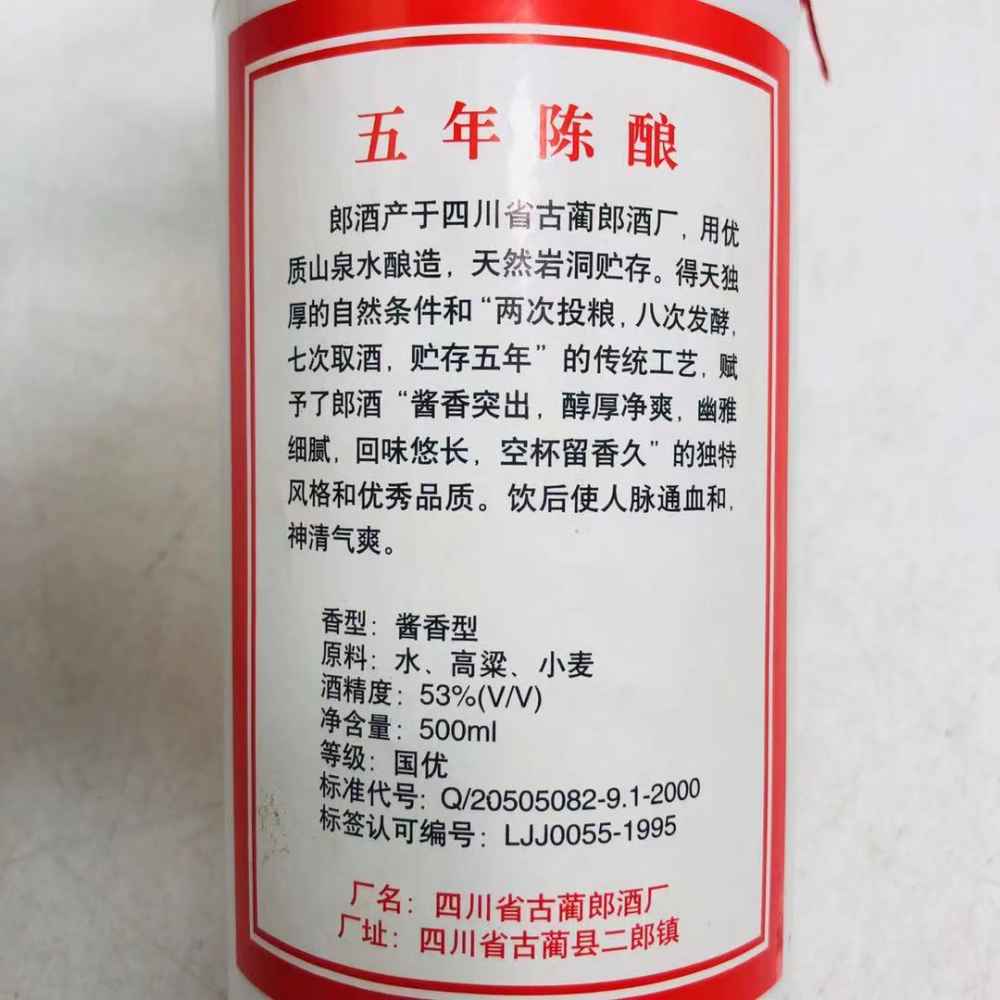 五年陈酿
郎酒产于四川省古蔺郎酒厂，用优
质山泉水酿造，天然岩洞贮存。得天独
厚的自然条件和“两次投粮，八次发酵，
七次取酒，贮存五年”的传统工艺，赋
予了郎酒“酱香突出，醇厚净爽，幽雅
细腻，回味悠长，空杯留香久”的独特
风格和优秀品质。饮后使人脉通血和，
神清气爽。
香型：酱香型
原料：水、高粱、小麦
酒精度：53%(V/V)
净含量：500ml
等级：国优
标准代号：Q/20505082-9.1-2000
标签认可编号：LJJ0055-1995
厂名：四川省古蔺郎酒厂
厂址：四川省古蔺县二郎镇